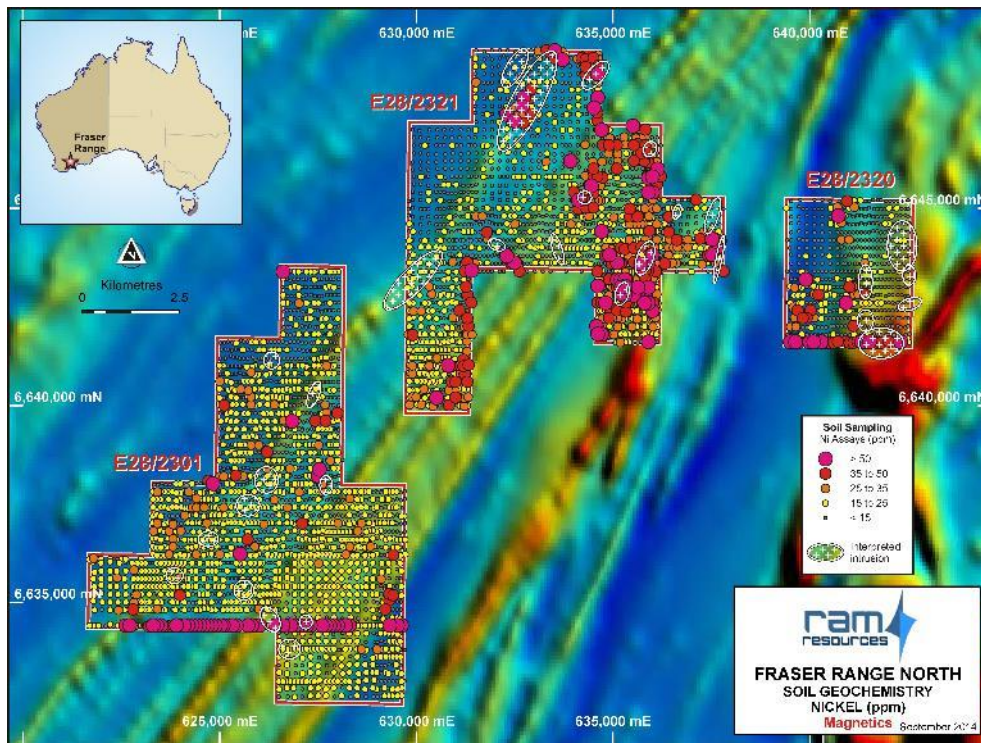 630,000 mE
635,000 mE
640,000 mE
Fraser
Range
E28/2321
E28/2320
6,645,000 mN
N
Kilometres
0 2.5
6,640,000 mN
6,640,000 mN
E28/2301
Soil Sampling
Ni Assays (ppm)
> 50
35 to 50
25 to 35
15 to 25
< 15
Interpreted
intrusion
6,635,000 mN
ram
resources
FRASER RANGE NORTH
SOIL GEOCHEMISTRY
NICKEL (ppm)
Magnetics
September 2014
625,000 mE
630,000 mE
635,000 mE